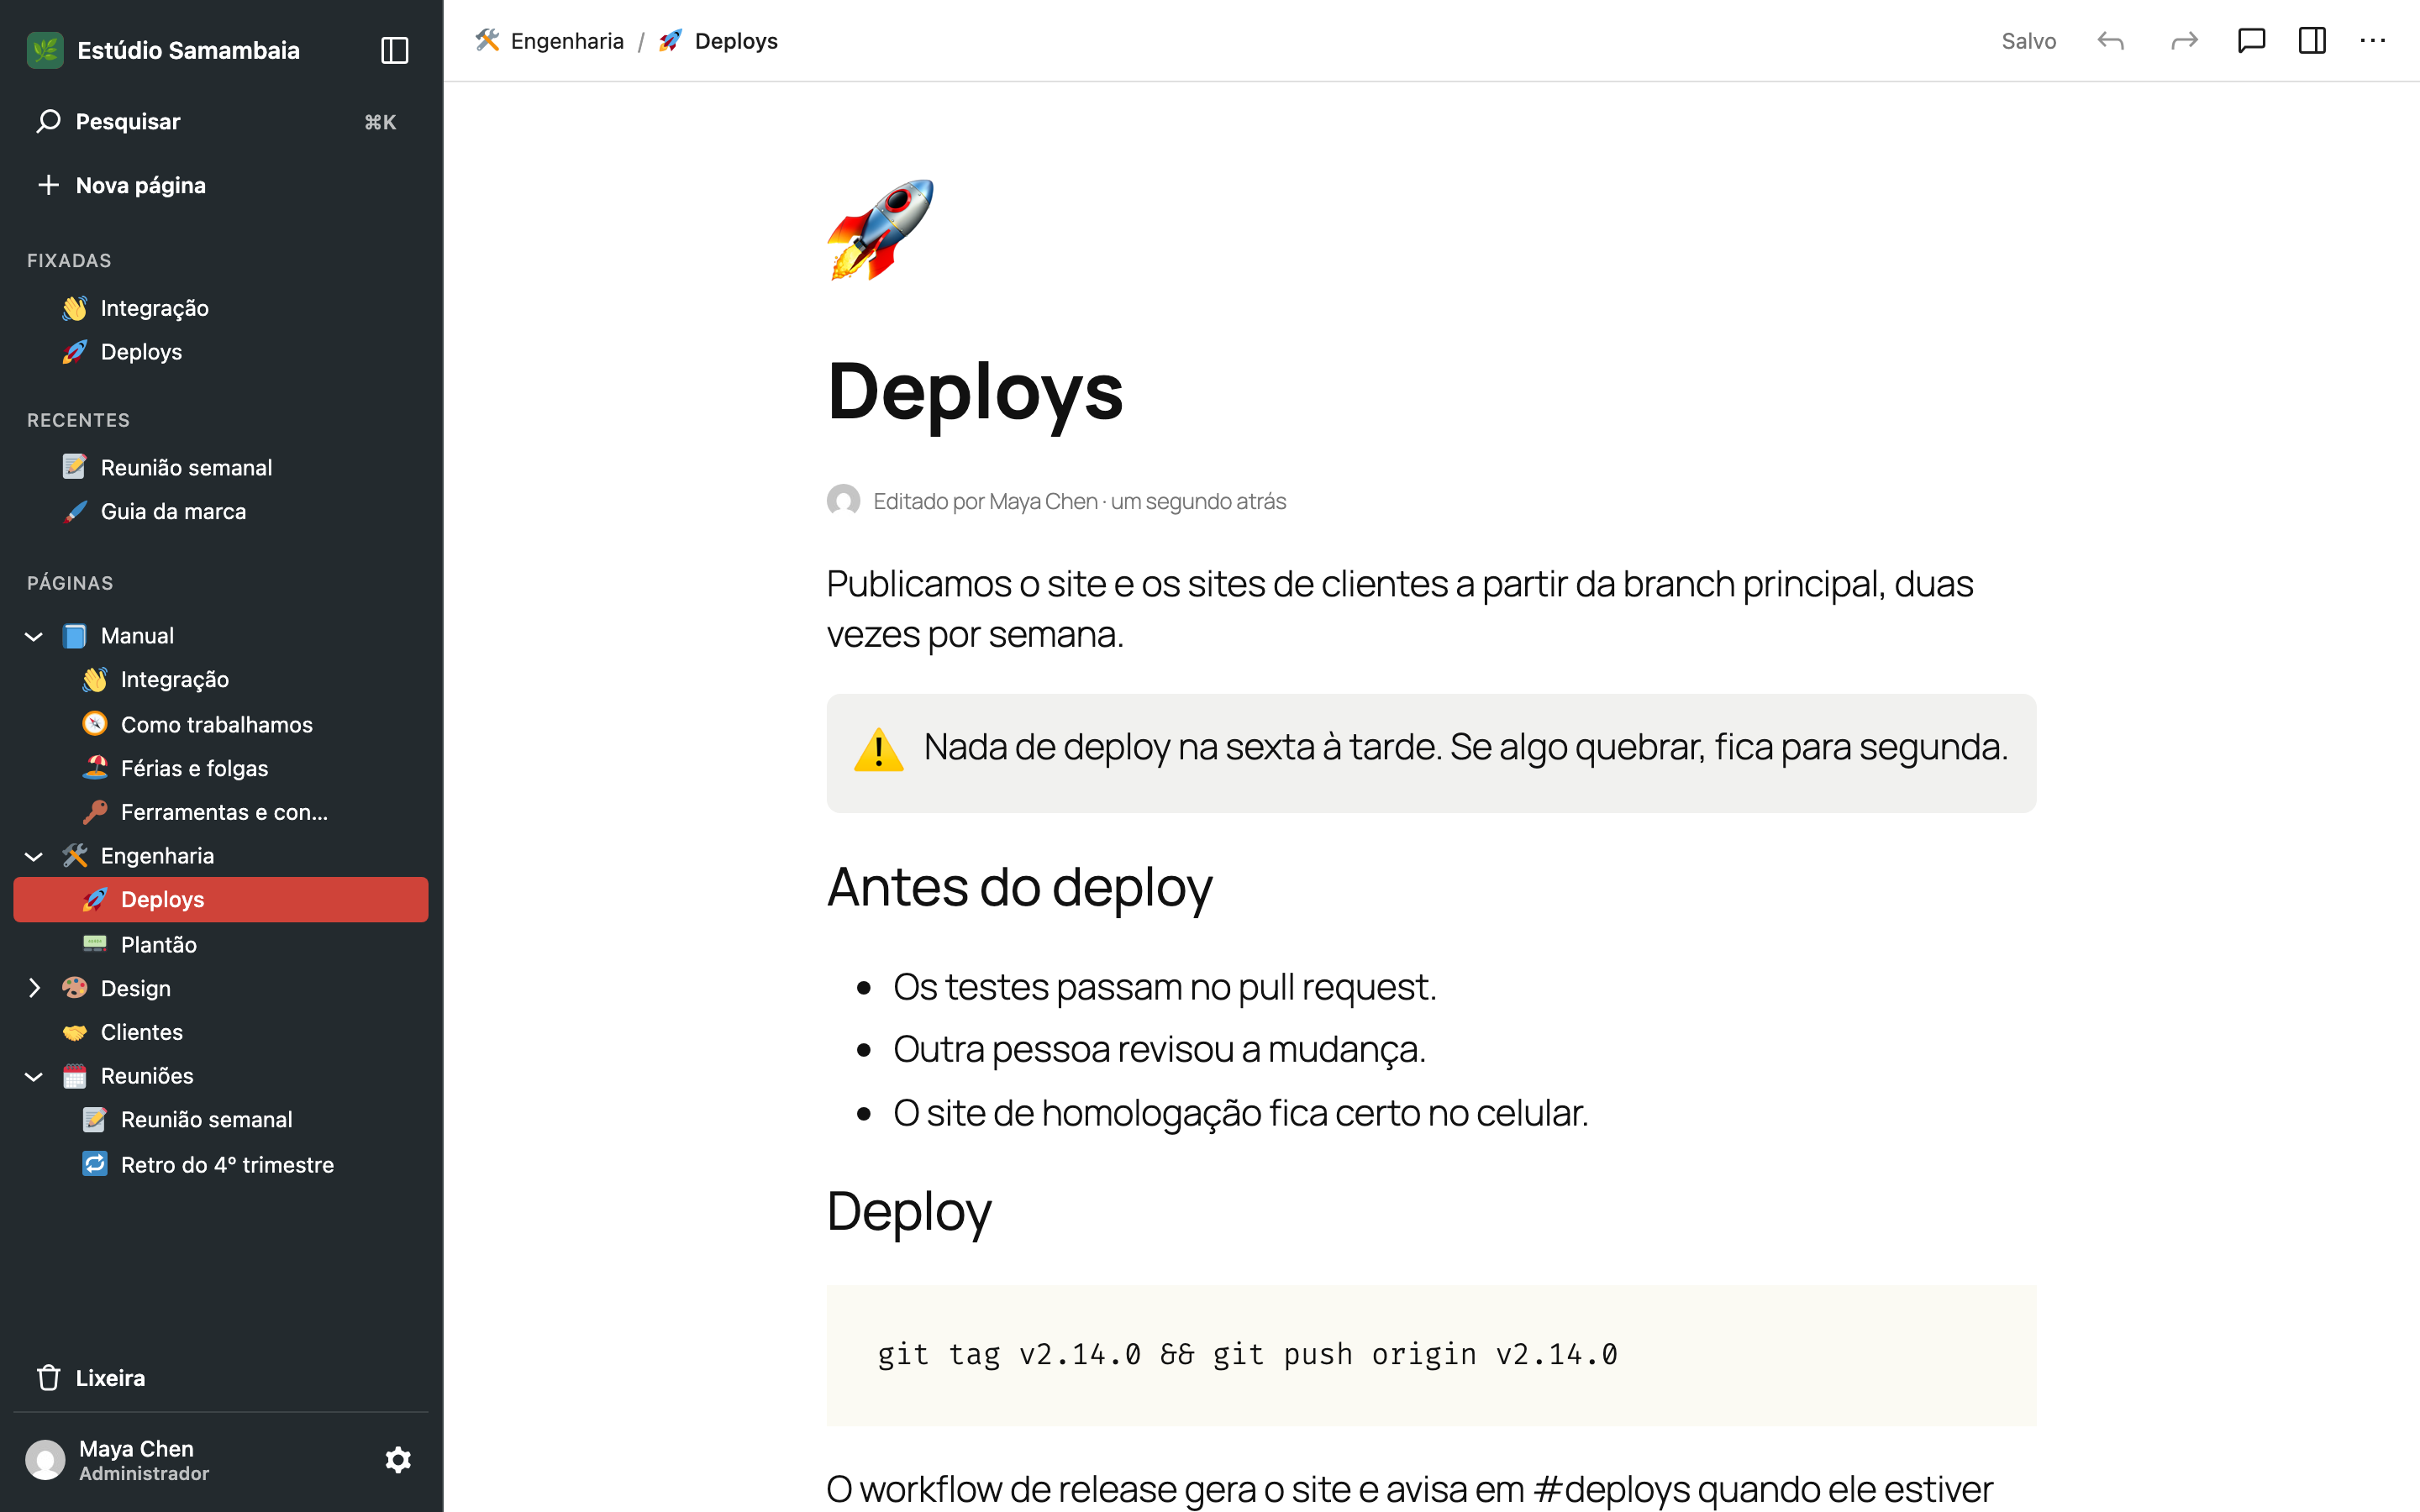 Estúdio Samambaia
Pesquisar ⌘K
Nova página
FIXADAS
Integração
Deploys
RECENTES
Reunião semanal
Guia da marca
PÁGINAS
Manual
Integração
Como trabalhamos
Férias e folgas
Ferramentas e con...
Engenharia
Deploys
Plantão
Design
Clientes
Reuniões
Reunião semanal
Retro do 4º trimestre
Lixeira
Maya Chen
Administrador
Engenharia / Deploys
Salvo
Deploys
Editado por Maya Chen · um segundo atrás
Publicamos o site e os sites de clientes a partir da branch principal, duas
vezes por semana.
Nada de deploy na sexta à tarde. Se algo quebrar, fica para segunda.
Antes do deploy
• Os testes passam no pull request.
• Outra pessoa revisou a mudança.
• O site de homologação fica certo no celular.
Deploy
git tag v2.14.0 && git push origin v2.14.0
O workflow de release gera o site e avisa em #deploys quando ele estiver